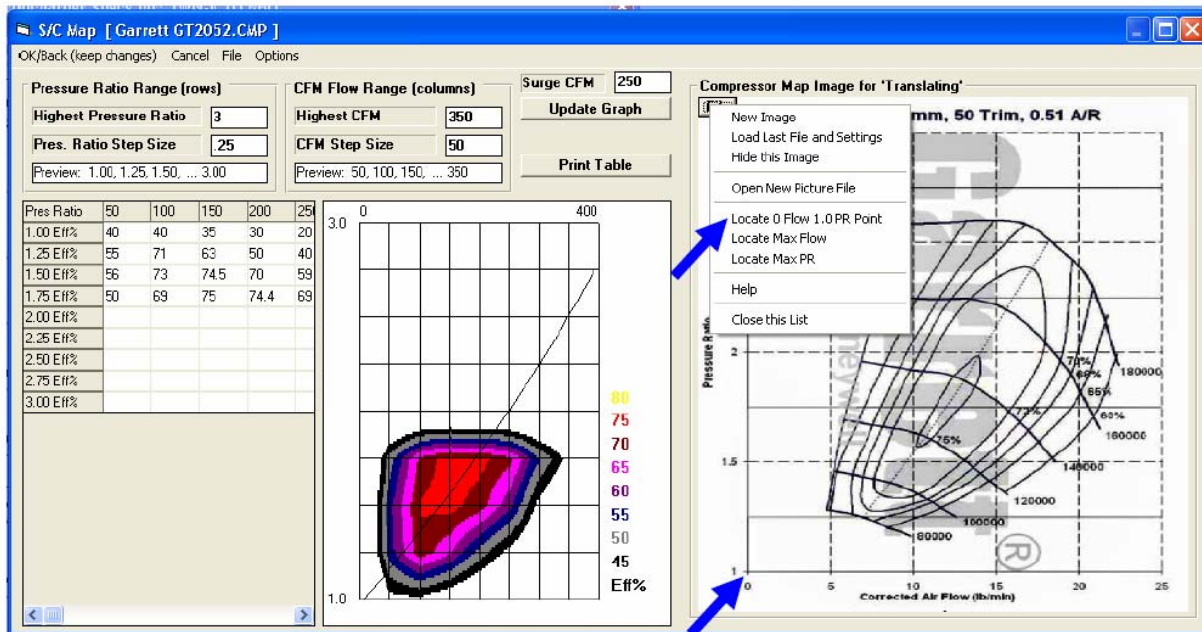 S/C Map [ Garrett GT2052.CMP ]
OK/Back (keep changes) Cancel File Options
Pressure Ratio Range (rows)
Highest Pressure Ratio 3
Pres. Ratio Step Size .25
Preview: 1.00, 1.25, 1.50, ... 3.00
CFM Flow Range (columns)
Highest CFM 350
CFM Step Size 50
Preview: 50, 100, 150, ... 350
Surge CFM 250
Update Graph
Print Table
Pres Ratio 50 100 150 200 25
1.00 Eff% 40 40 35 30 20
1.25 Eff% 55 71 63 50 40
1.50 Eff% 56 73 74.5 70 59
1.75 Eff% 50 69 75 74.4 69
2.00 Eff%
2.25 Eff%
2.50 Eff%
2.75 Eff%
3.00 Eff%
0 400
3.0
1.0
80
75
70
65
60
55
50
45
Eff%
Compressor Map Image for 'Translating'
mm, 50 Trim, 0.51 A/R
New Image
Load Last File and Settings
Hide this Image
Open New Picture File
Locate 0 Flow 1.0 PR Point
Locate Max Flow
Locate Max PR
Help
Close this List
Garrett
neywell
®
Pressure Ratio
2
1.5
1
70%
68%
65%
60%
73%
75%
180000
160000
140000
120000
100000
80000
0 5 10 15 20 25
Corrected Air Flow (lb/min)